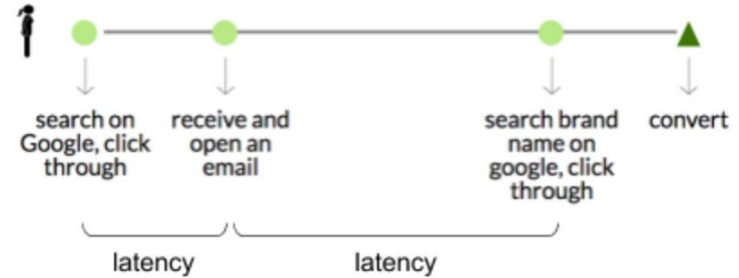 search on
Google, click
through
receive and
open an
email
search brand
name on
google, click
through
convert
latency
latency